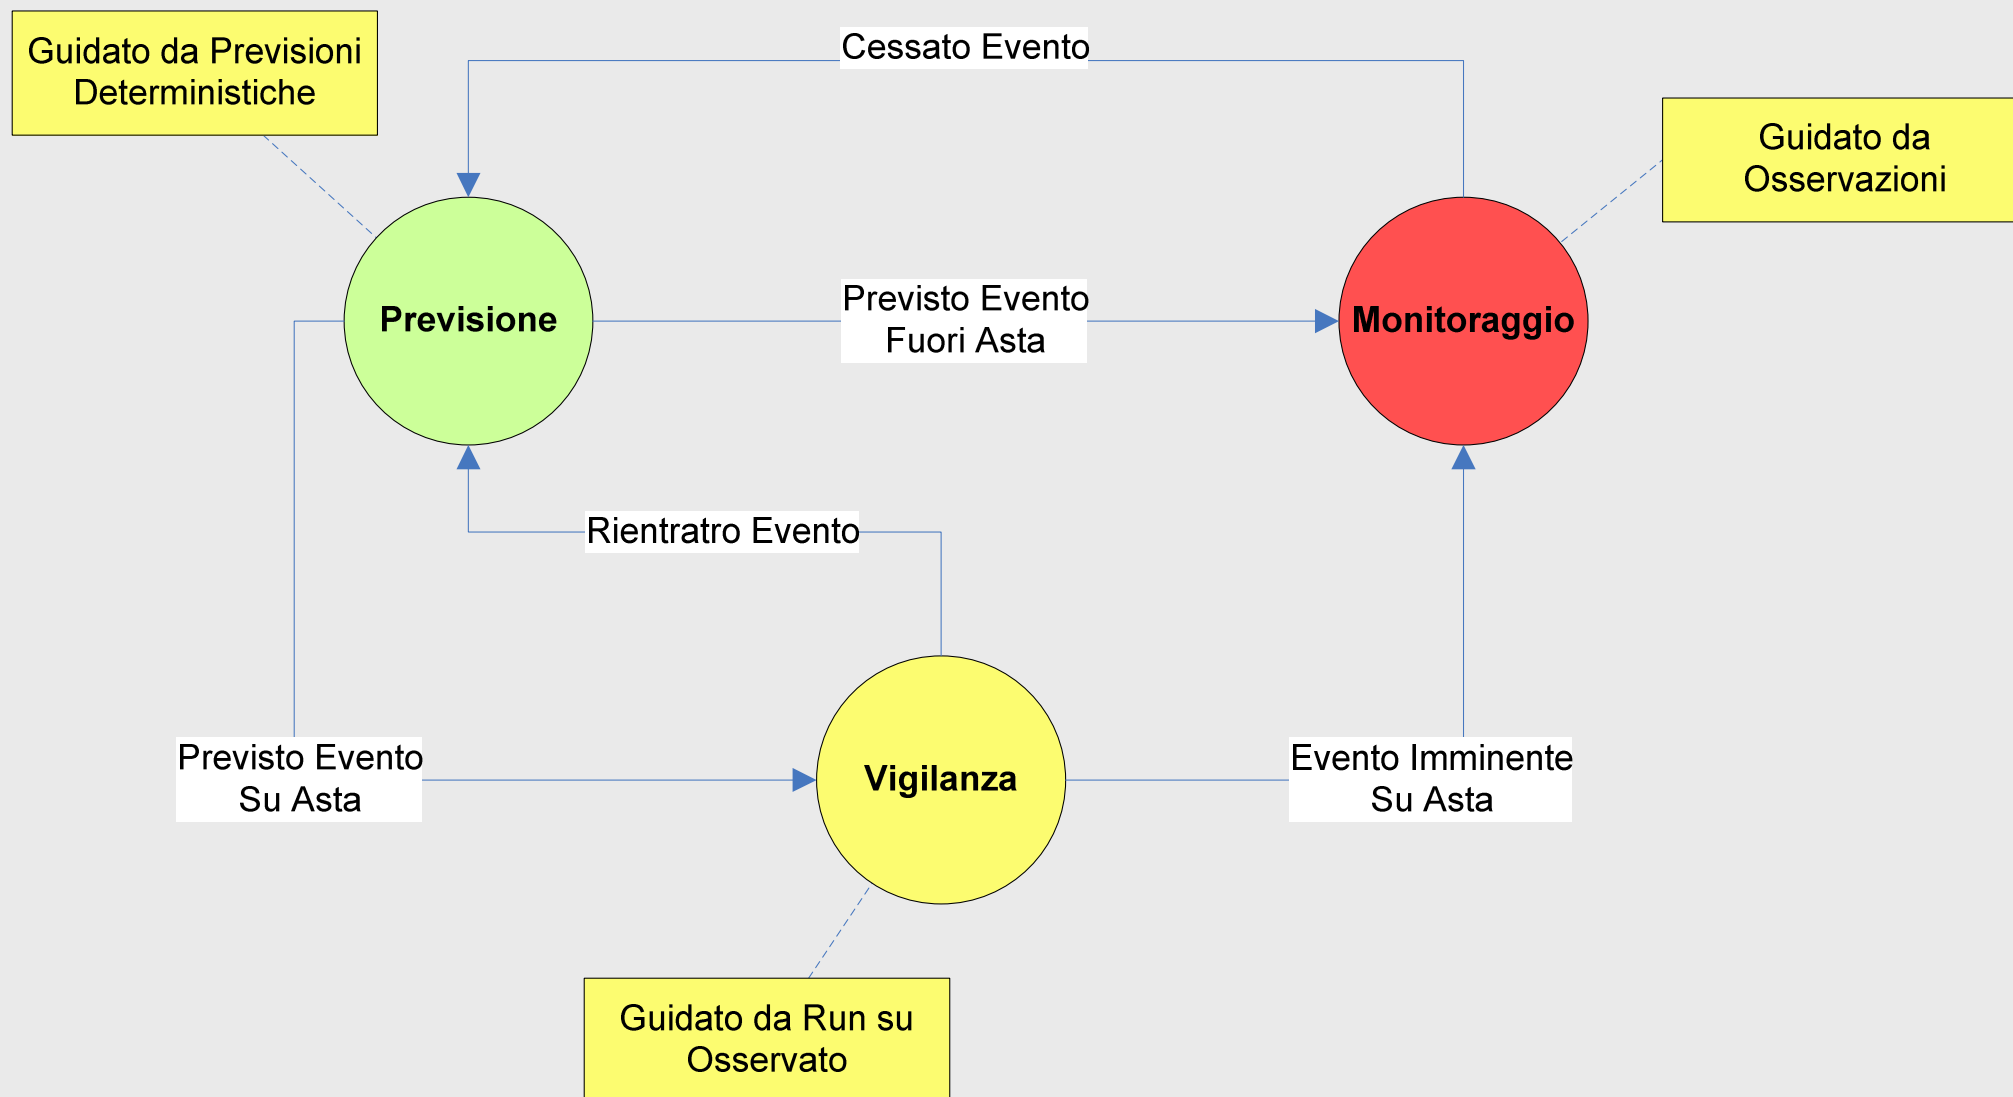 Guidato da Previsioni
Deterministiche
Cessato Evento
Guidato da
Osservazioni
Previsione
Previsto Evento
Fuori Asta
Monitoraggio
Rientratro Evento
Previsto Evento
Su Asta
Vigilanza
Evento Imminente
Su Asta
Guidato da Run su
Osservato